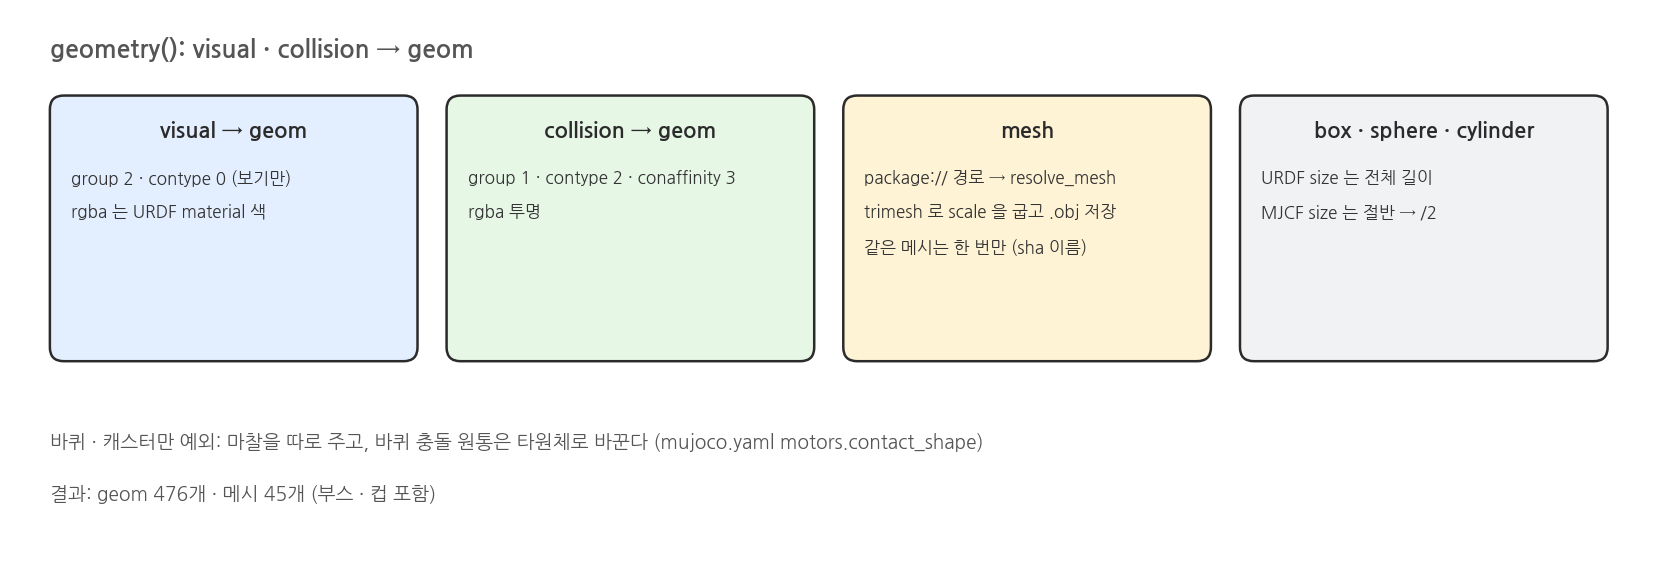 geometry(): visual · collision → geom
visual → geom
group 2 · contype 0 (보기만)
rgba 는 URDF material 색
collision → geom
group 1 · contype 2 · conaffinity 3
rgba 투명
mesh
package:// 경로 → resolve_mesh
trimesh 로 scale 을 굽고 .obj 저장
같은 메시는 한 번만 (sha 이름)
box · sphere · cylinder
URDF size 는 전체 길이
MJCF size 는 절반 → /2
바퀴 · 캐스터만 예외: 마찰을 따로 주고, 바퀴 충돌 원통은 타원체로 바꾼다 (mujoco.yaml motors.contact_shape)
결과: geom 476개 · 메시 45개 (부스 · 컵 포함)